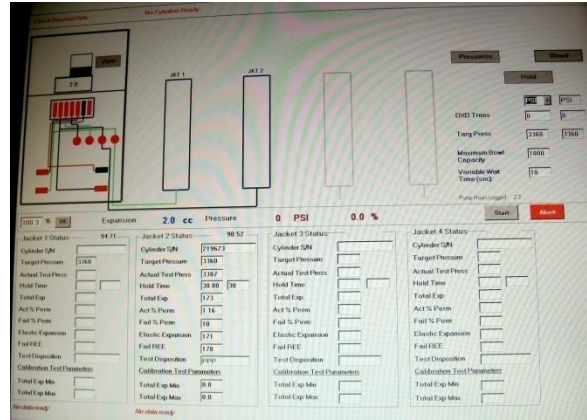 Check Request Date
No Cylinder Ready
Zero
2.0
JKT 1
JKT 2
Pressurize
Bleed
Hold
PSI
PSI
OXD Trans
0
0
Targ Press
3360
3360
Maximum Bowl Capacity
1000
Variable Wait Time (sec)
10
Pump Hours Logged: 2.3
Start
Abort
100.3 % OK
Expansion 2.0 cc Pressure 0 PSI 0.0 %
Jacket 1 Status 94.71
Cylinder S/N
Target Pressure 3360
Actual Test Press
Hold Time
Total Exp
Act % Perm
Fail % Perm
Elastic Expansion
Fail REE
Test Disposition
Calibration Test Parameters
Total Exp Min
Total Exp Max
No data ready
Jacket 2 Status 90.52
Cylinder S/N 219623
Target Pressure 3360
Actual Test Press 3387
Hold Time 30.00 30
Total Exp 173
Act % Perm 1.16
Fail % Perm 10
Elastic Expansion 171
Fail REE 178
Test Disposition PPP
Calibration Test Parameters
Total Exp Min 0.0
Total Exp Max 0.0
No data ready
Jacket 3 Status
Cylinder S/N
Target Pressure
Actual Test Press
Hold Time
Total Exp
Act % Perm
Fail % Perm
Elastic Expansion
Fail REE
Test Disposition
Calibration Test Parameters
Total Exp Min
Total Exp Max
Jacket 4 Status
Cylinder S/N
Target Pressure
Actual Test Press
Hold Time
Total Exp
Act % Perm
Fail % Perm
Elastic Expansion
Fail REE
Test Disposition
Calibration Test Parameters
Total Exp Min
Total Exp Max